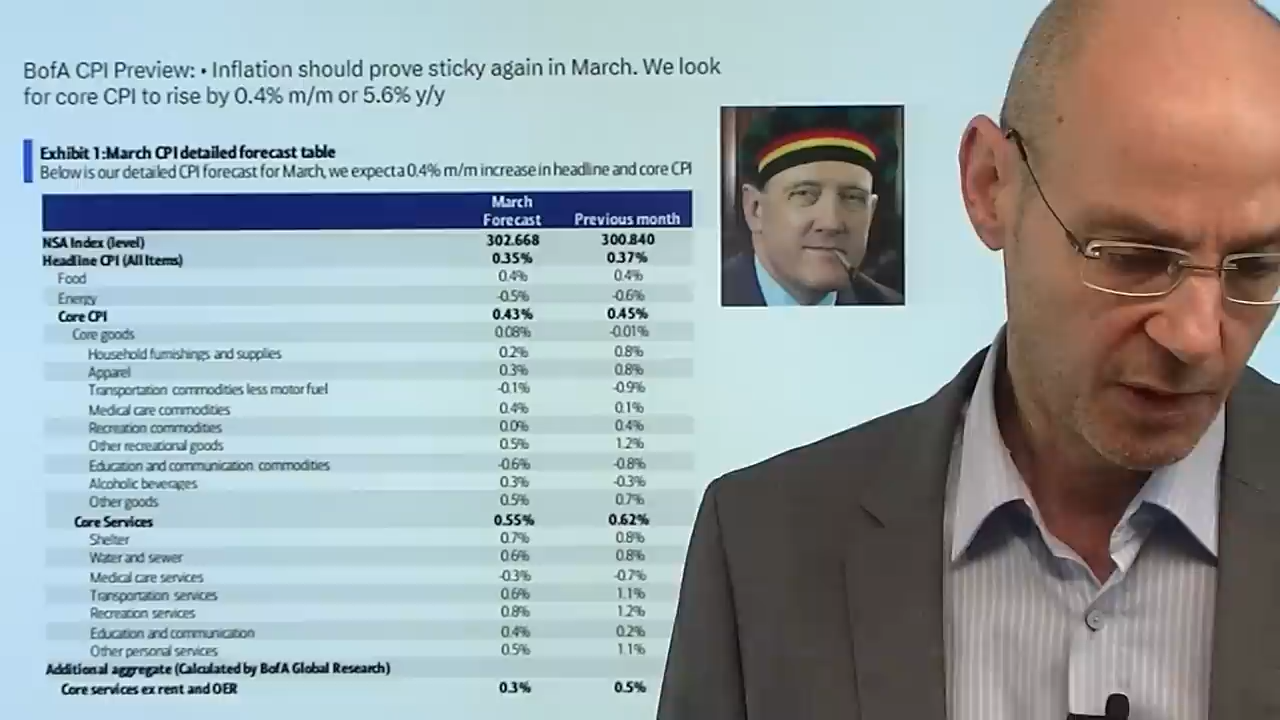 BofA CPI Preview: • Inflation should prove sticky again in March. We look
for core CPI to rise by 0.4% m/m or 5.6% y/y
Exhibit 1:March CPI detailed forecast table
Below is our detailed CPI forecast for March, we expect a 0.4% m/m increase in headline and core CPI
March
Forecast Previous month
NSA Index (level) 302.668 300.840
Headline CPI (All Items) 0.35% 0.37%
Food 0.4% 0.4%
Energy -0.5% -0.6%
Core CPI 0.43% 0.45%
Core goods 0.08% -0.01%
Household furnishings and supplies 0.2% 0.8%
Apparel 0.3% 0.8%
Transportation commodities less motor fuel -0.1% -0.9%
Medical care commodities 0.4% 0.1%
Recreation commodities 0.0% 0.4%
Other recreational goods 0.5% 1.2%
Education and communication commodities -0.6% -0.8%
Alcoholic beverages 0.3% -0.3%
Other goods 0.5% 0.7%
Core Services 0.55% 0.62%
Shelter 0.7% 0.8%
Water and sewer 0.6% 0.8%
Medical care services -0.3% -0.7%
Transportation services 0.6% 1.1%
Recreation services 0.8% 1.2%
Education and communication 0.4% 0.2%
Other personal services 0.5% 1.1%
Additional aggregate (Calculated by BofA Global Research)
Core services ex rent and OER 0.3% 0.5%